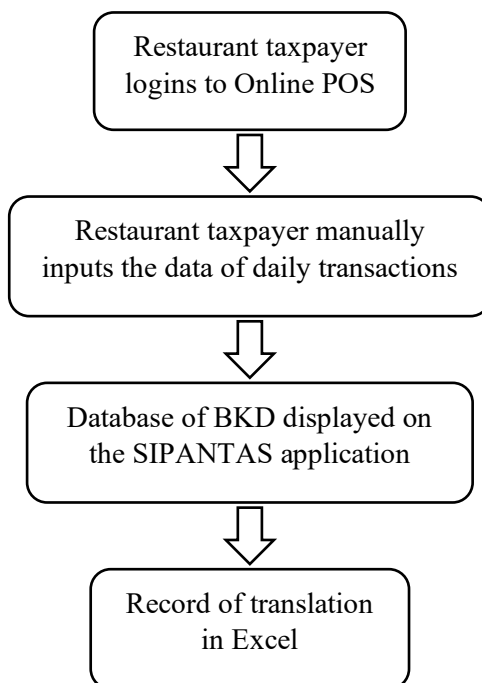 Restaurant taxpayer
logins to Online POS
Restaurant taxpayer manually
inputs the data of daily transactions
Database of BKD displayed on
the SIPANTAS application
Record of translation
in Excel